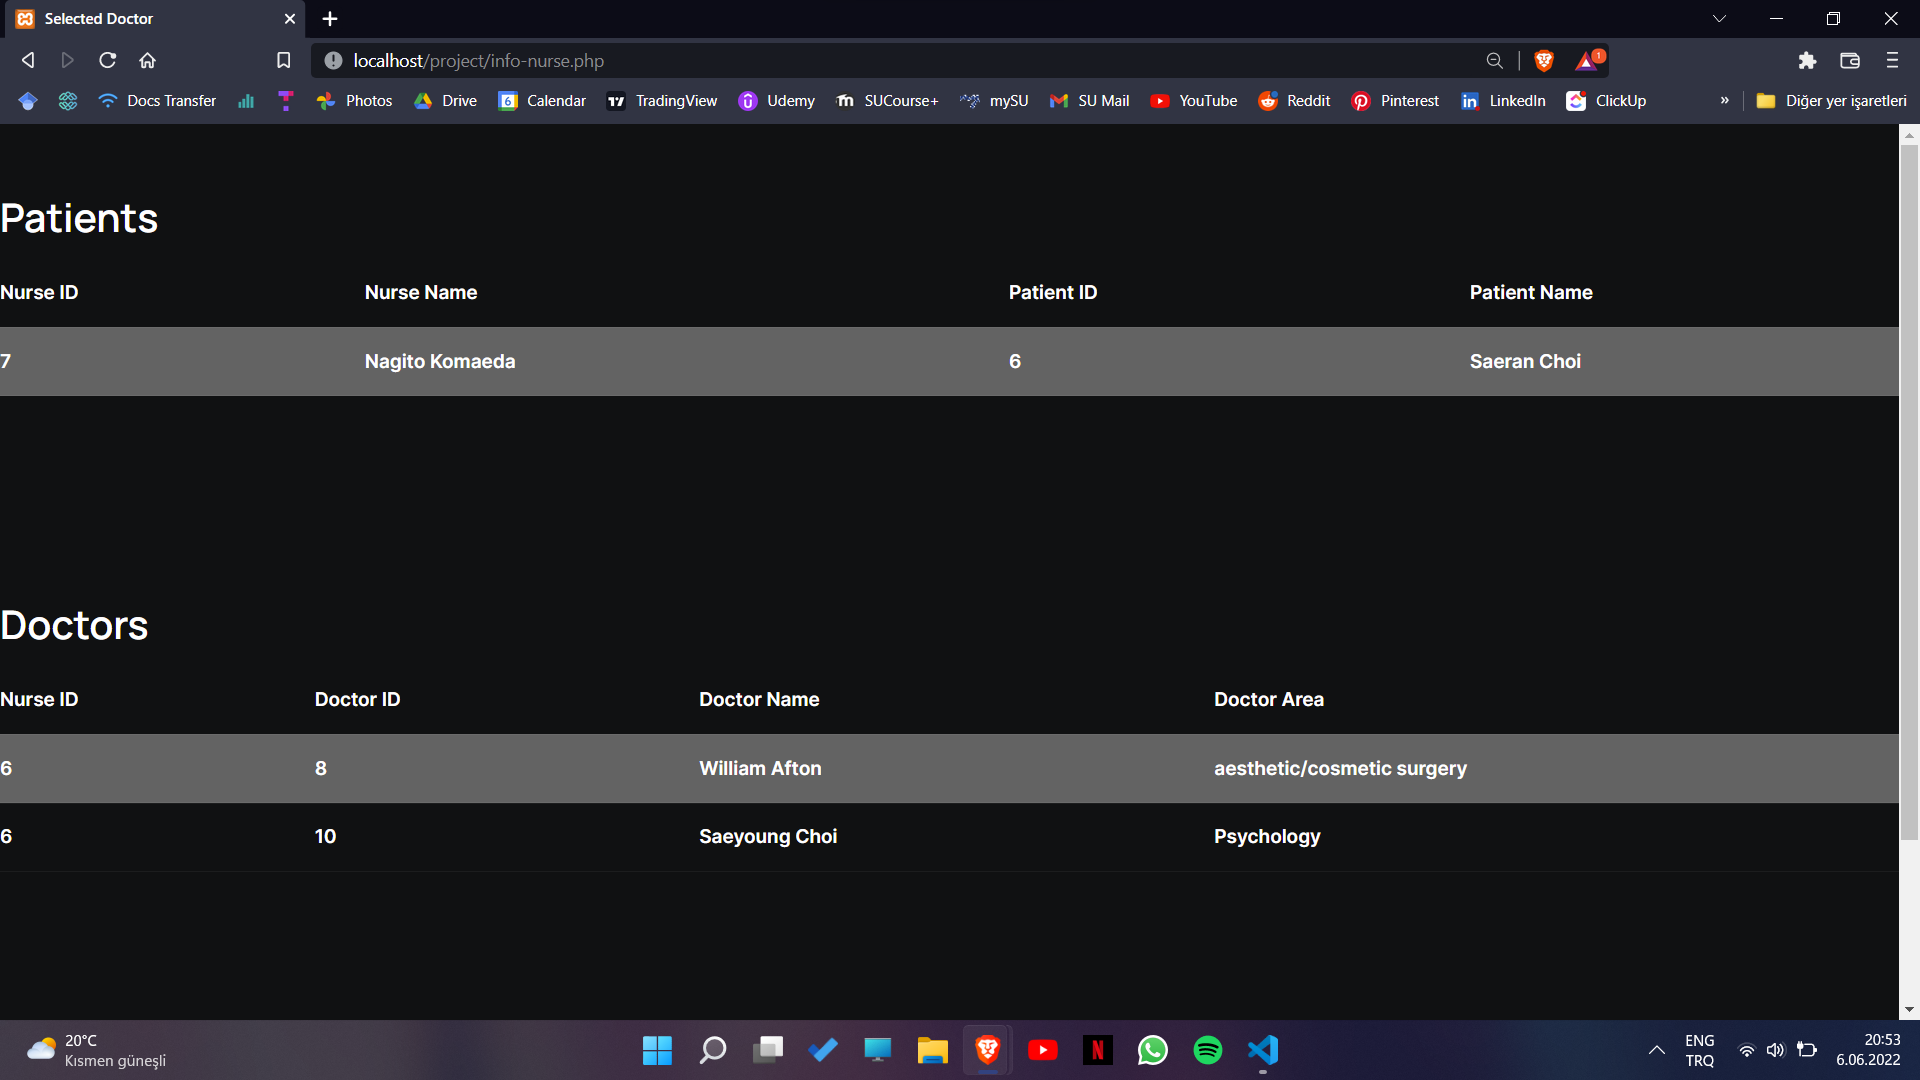 Selected Doctor
localhost/project/info-nurse.php
1
Docs Transfer Photos Drive 6 Calendar TradingView Udemy SUCourse+ mySU SU Mail YouTube Reddit Pinterest LinkedIn ClickUp » Diğer yer işaretleri
Patients
Nurse ID Nurse Name Patient ID Patient Name
7 Nagito Komaeda 6 Saeran Choi
Doctors
Nurse ID Doctor ID Doctor Name Doctor Area
6 8 William Afton aesthetic/cosmetic surgery
6 10 Saeyoung Choi Psychology
20°C
Kısmen güneşli
ENG
TRQ
20:53
6.06.2022